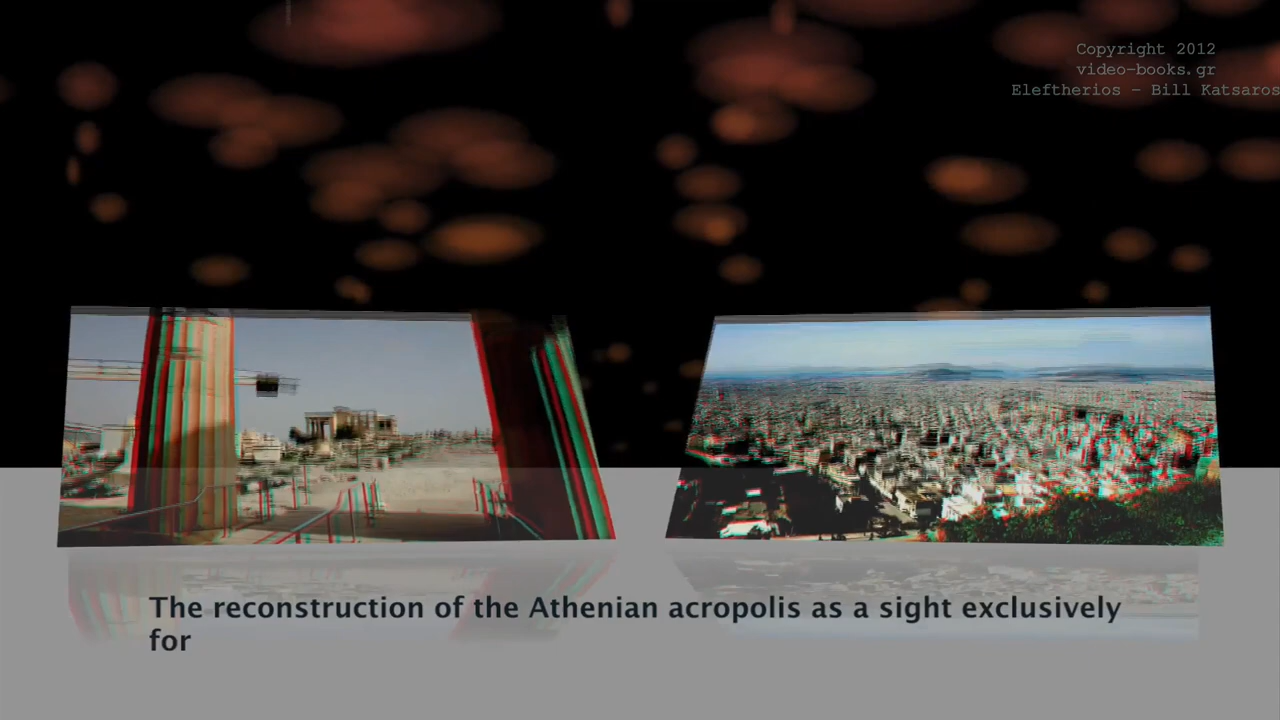 Copyright 2012
video-books.gr
Eleftherios - Bill Katsaros
The reconstruction of the Athenian acropolis as a sight exclusively
for